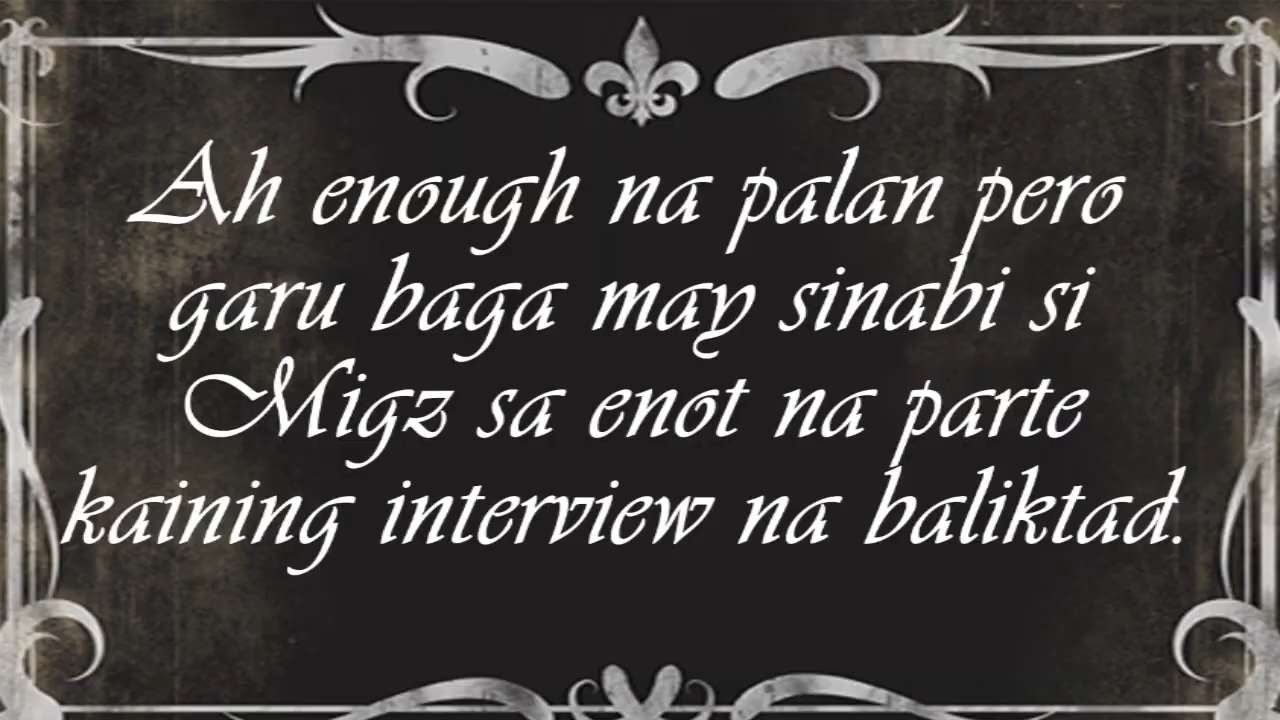 Ah enough na palan pero
garu baga may sinabi si
Migz sa enot na parte
kaining interview na baliktad.